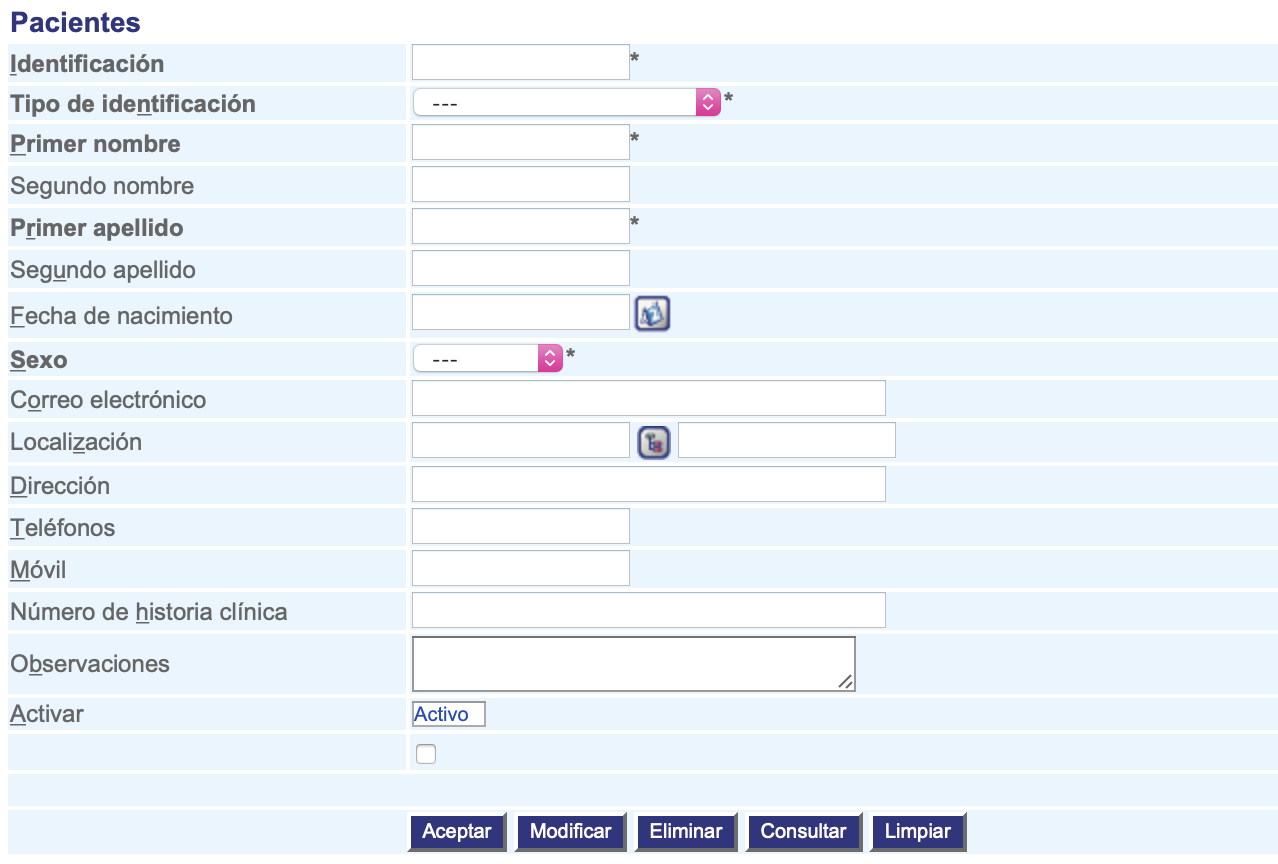 Pacientes
Identificación *
Tipo de identificación --- *
Primer nombre *
Segundo nombre
Primer apellido *
Segundo apellido
Fecha de nacimiento
Sexo --- *
Correo electrónico
Localización
Dirección
Teléfonos
Móvil
Número de historia clínica
Observaciones
Activar Activo
Aceptar Modificar Eliminar Consultar Limpiar